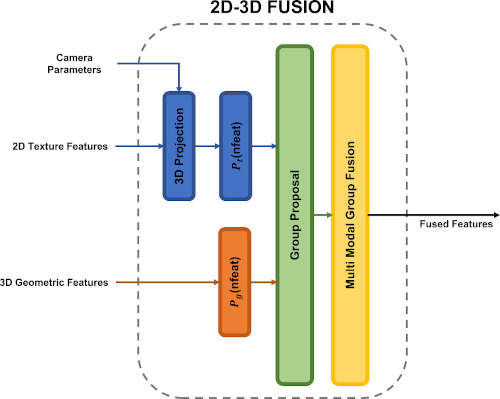 2D-3D FUSION
Camera
Parameters
2D Texture Features
3D Projection
P_t(nfeat)
3D Geometric Features
P_g(nfeat)
Group Proposal
Multi Modal Group Fusion
Fused Features